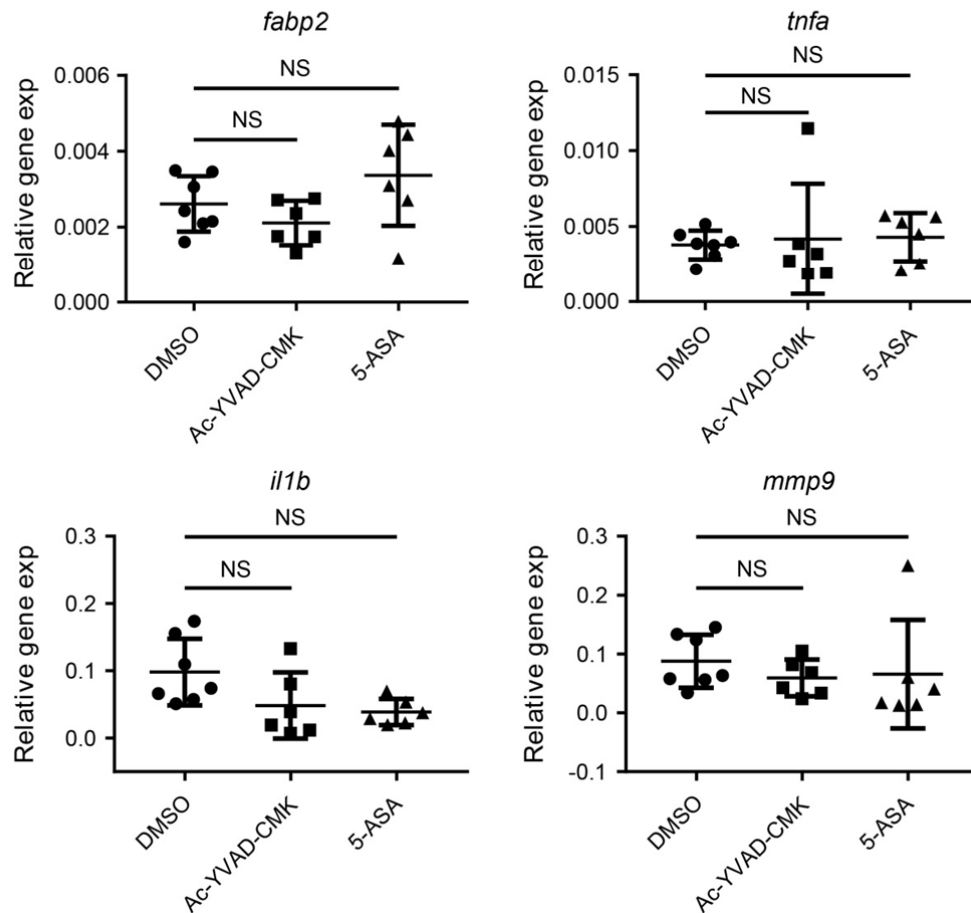 fabp2
Relative gene exp
0.006
0.004
0.002
0.000
NS
NS
DMSO
Ac-YVAD-CMK
5-ASA
tnfa
Relative gene exp
0.015
0.010
0.005
0.000
NS
NS
DMSO
Ac-YVAD-CMK
5-ASA
il1b
Relative gene exp
0.3
0.2
0.1
0.0
NS
NS
DMSO
Ac-YVAD-CMK
5-ASA
mmp9
Relative gene exp
0.3
0.2
0.1
0.0
-0.1
NS
NS
DMSO
Ac-YVAD-CMK
5-ASA